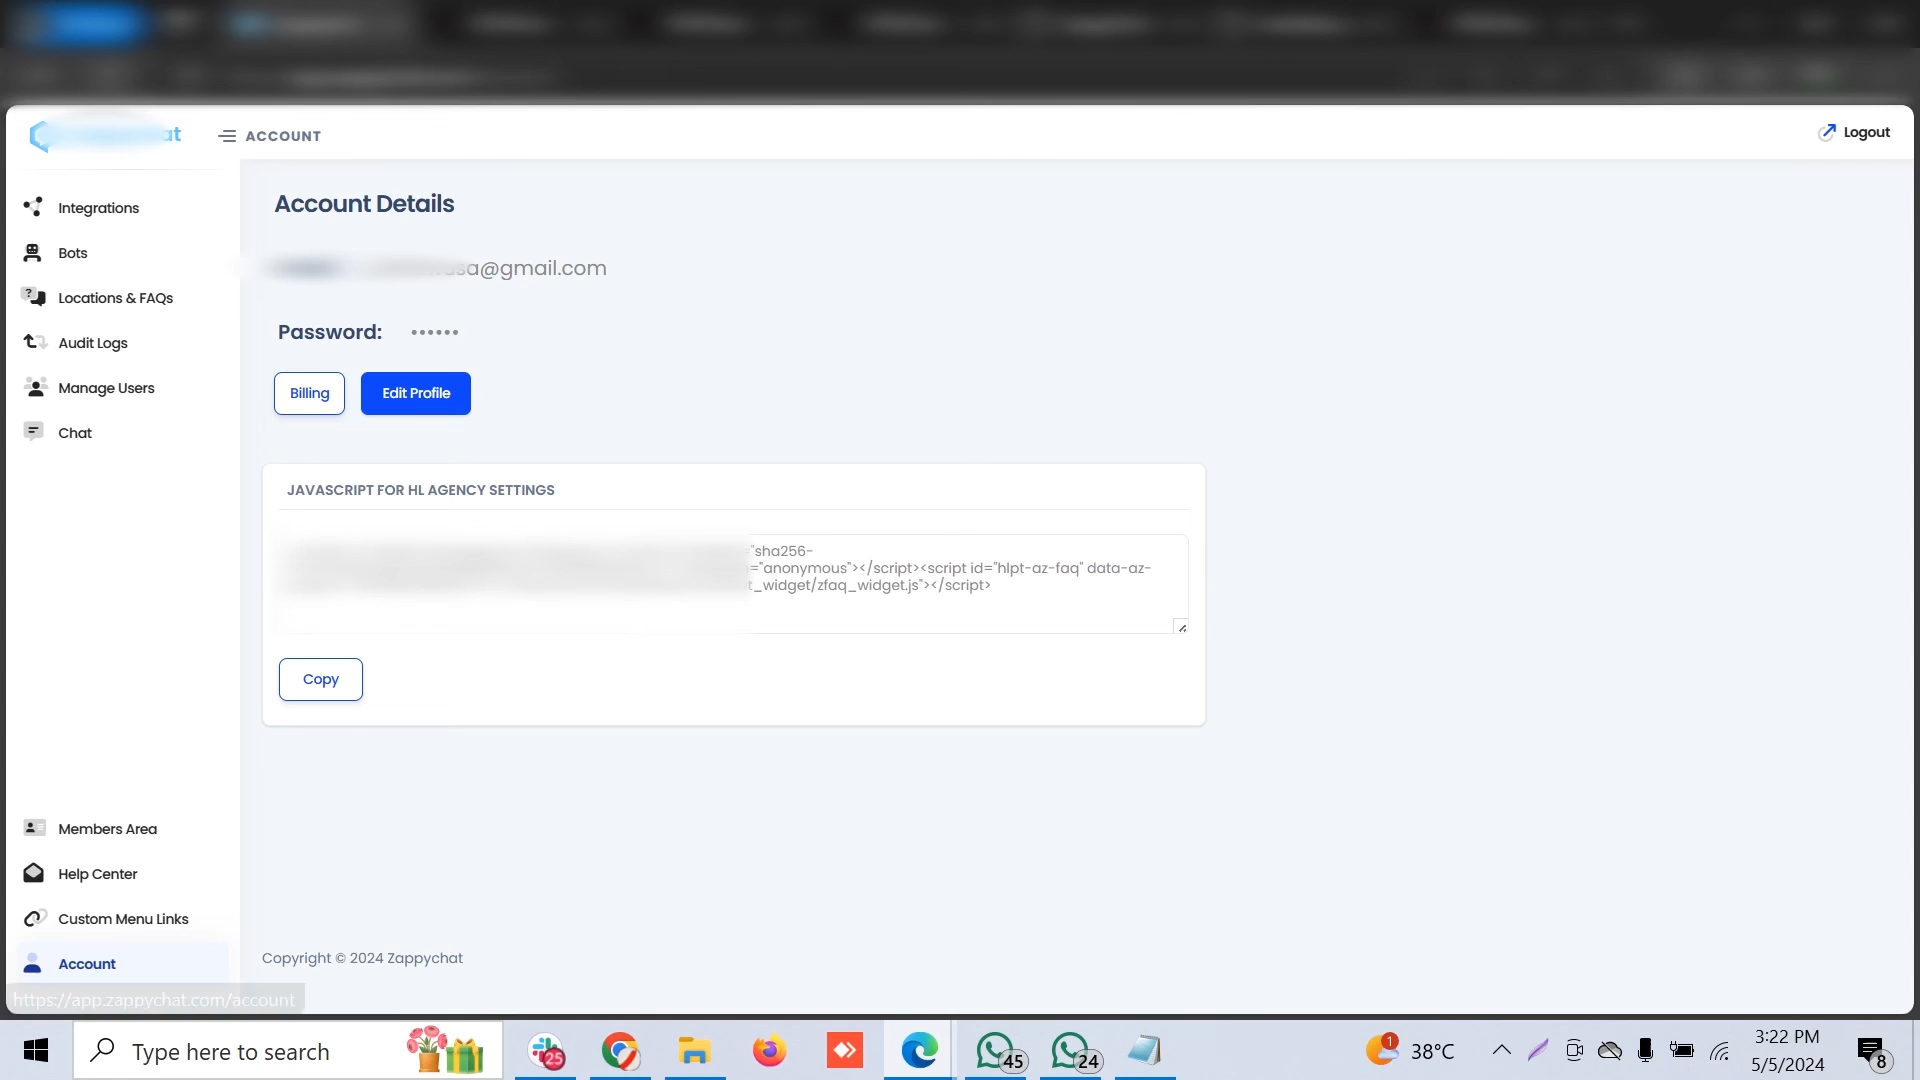 ACCOUNT
Logout
Integrations
Bots
Locations & FAQs
Audit Logs
Manage Users
Chat
Account Details
@gmail.com
Password: ••••••
Billing
Edit Profile
JAVASCRIPT FOR HL AGENCY SETTINGS
="sha256-
="anonymous"></script><script id="hlpt-az-faq" data-az-
t_widget/zfaq_widget.js"></script>
Copy
Members Area
Help Center
Custom Menu Links
Account
Copyright © 2024 Zappychat
https://app.zappychat.com/account
Type here to search
25
45
24
1
38°C
3:22 PM
5/5/2024
8